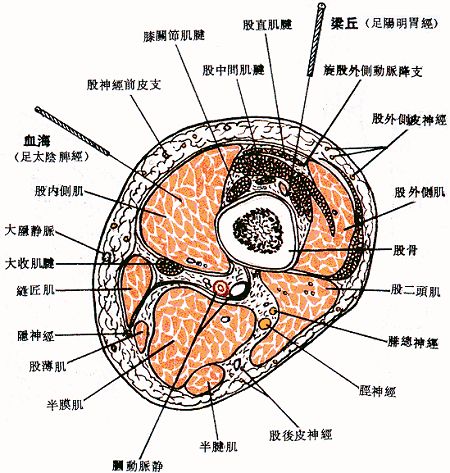 梁丘(足陽明胃經)
股直肌腱
膝關節肌腱
股中間肌腱
旋股外側動脈降支
股神經前皮支
股外側皮神經
血海
(足太陰脾經)
股內側肌
股外側肌
大隱静脈
大收肌腱
股骨
縫匠肌
股二頭肌
隱神經
腓總神經
股薄肌
脛神經
半膜肌
股後皮神經
半腱肌
膕動脈静